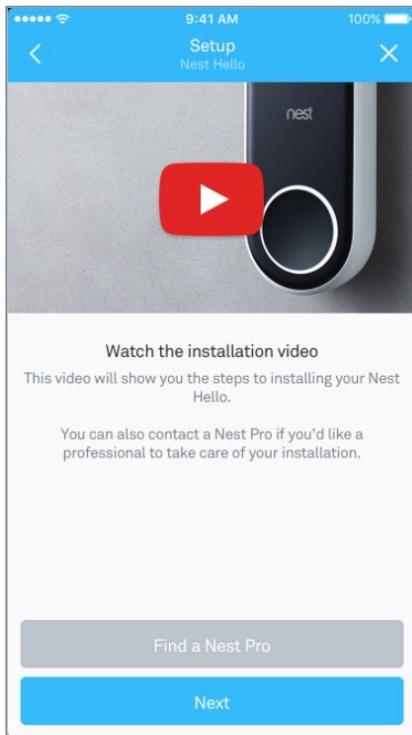 9:41 AM
100%
Setup
Nest Hello
nest
Watch the installation video
This video will show you the steps to installing your Nest
Hello.
You can also contact a Nest Pro if you'd like a
professional to take care of your installation.
Find a Nest Pro
Next